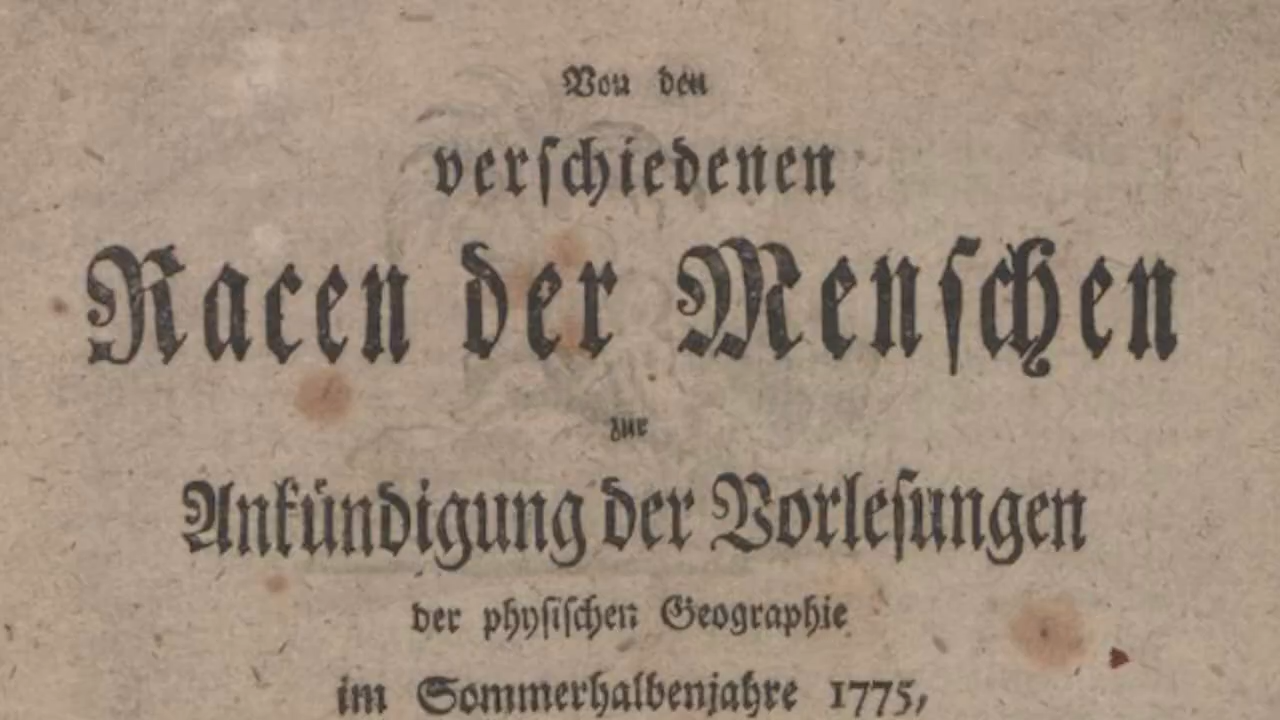 Von den
verschiedenen
Racen der Menschen
zur
Ankündigung der Vorlesungen
der physischen Geographie
im Sommerhalbenjahre 1775,